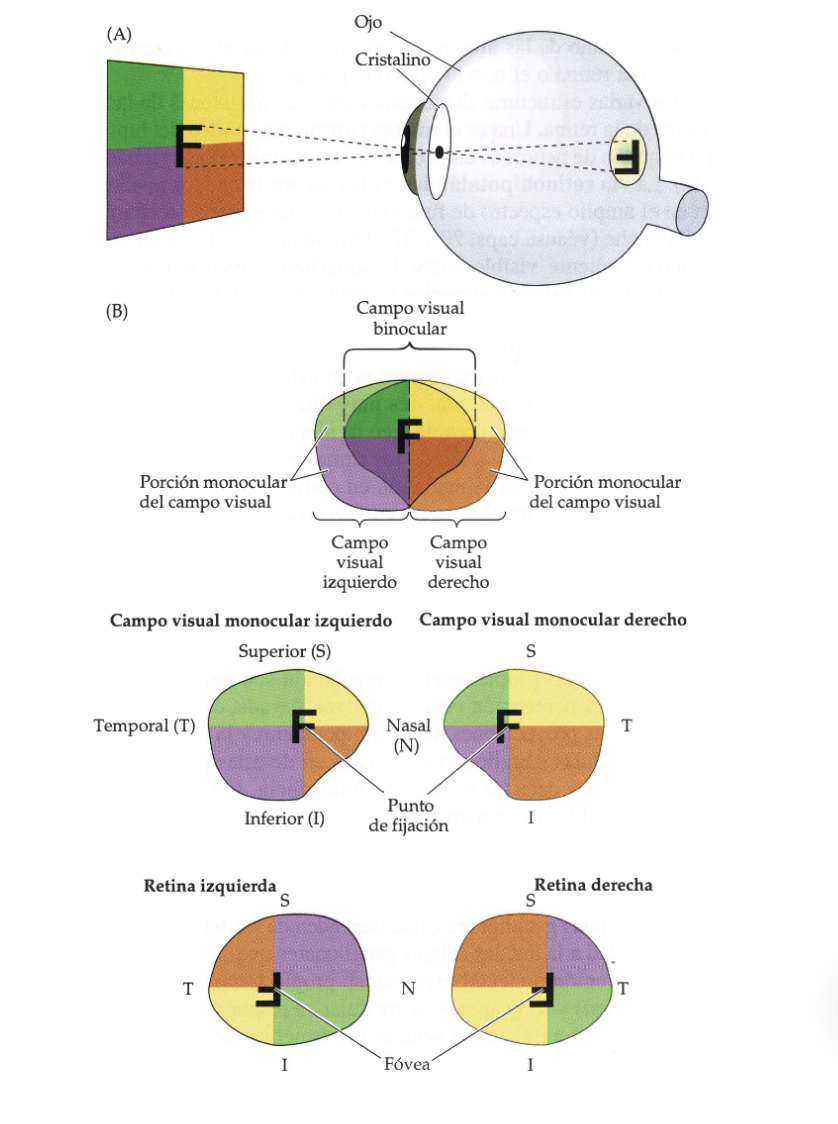 (A)
Ojo
Cristalino
F
F
(B)
Campo visual
binocular
F
Porción monocular
del campo visual
Porción monocular
del campo visual
Campo
visual
izquierdo
Campo
visual
derecho
Campo visual monocular izquierdo
Campo visual monocular derecho
Superior (S)
S
Temporal (T)
F
Nasal
(N)
F
T
Inferior (I)
Punto
de fijación
I
Retina izquierda
Retina derecha
S
S
T
F
N
F
T
I
Fóvea
I